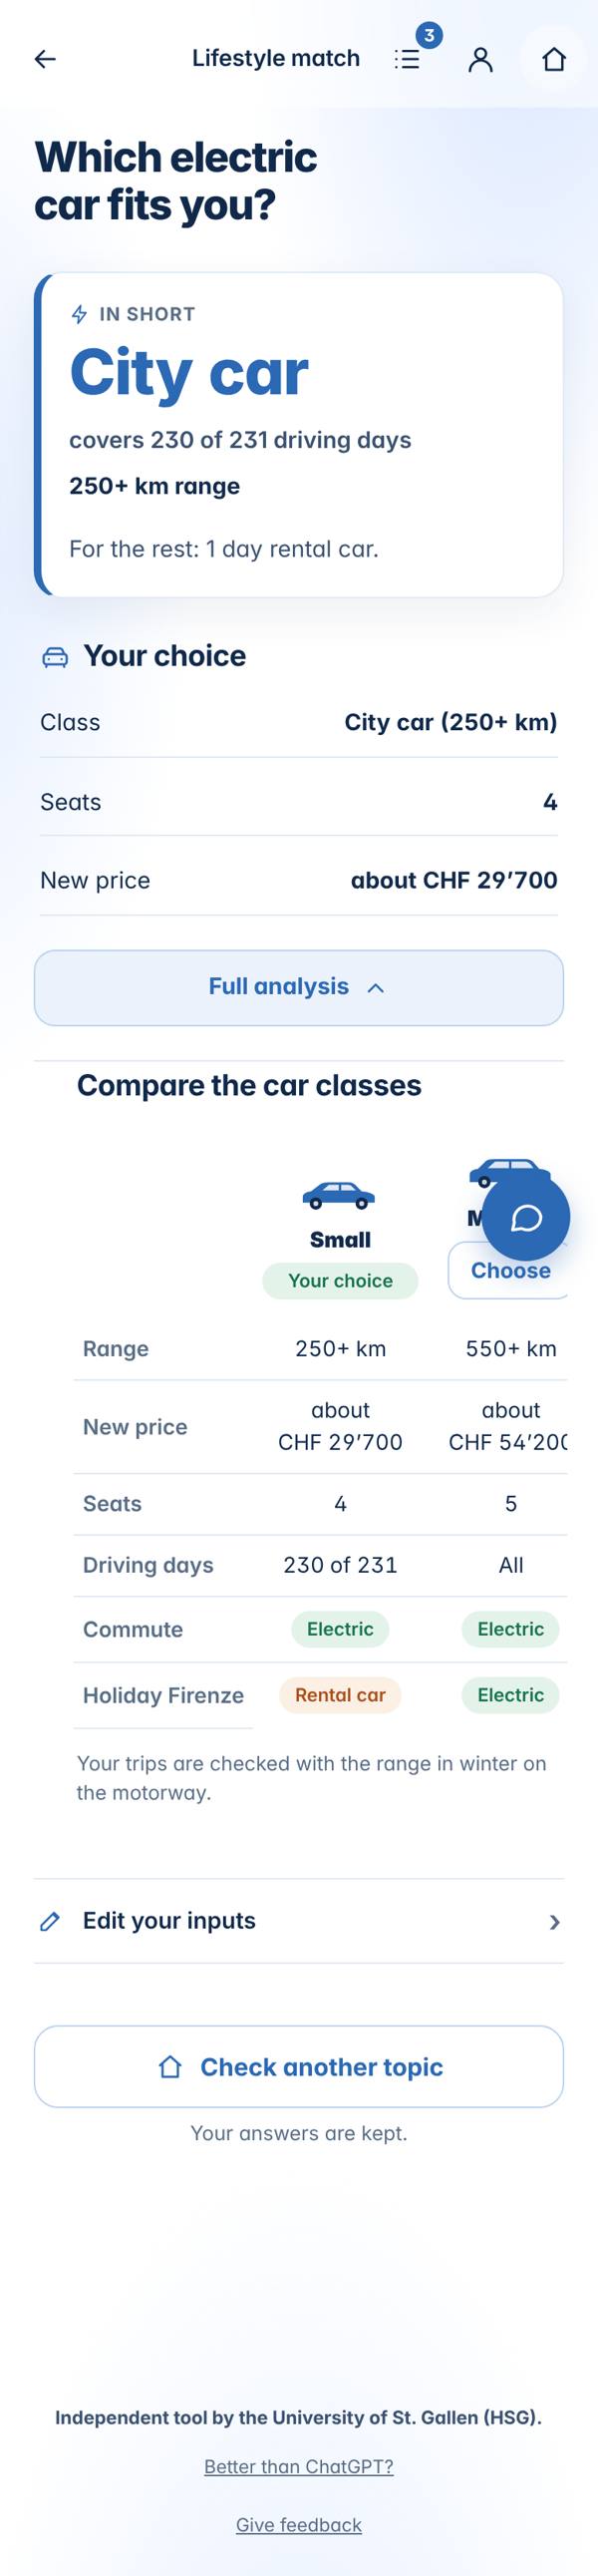 Lifestyle match
3
Which electric
car fits you?
IN SHORT
City car
covers 230 of 231 driving days
250+ km range
For the rest: 1 day rental car.
Your choice
Class City car (250+ km)
Seats 4
New price about CHF 29’700
Full analysis
Compare the car classes
Small
Your choice Choose
Range 250+ km 550+ km
about about
New price
CHF 29’700 CHF 54’200
Seats 4 5
Driving days 230 of 231 All
Commute Electric Electric
Holiday Firenze Rental car Electric
Your trips are checked with the range in winter on
the motorway.
Edit your inputs
Check another topic
Your answers are kept.
Independent tool by the University of St. Gallen (HSG).
Better than ChatGPT?
Give feedback